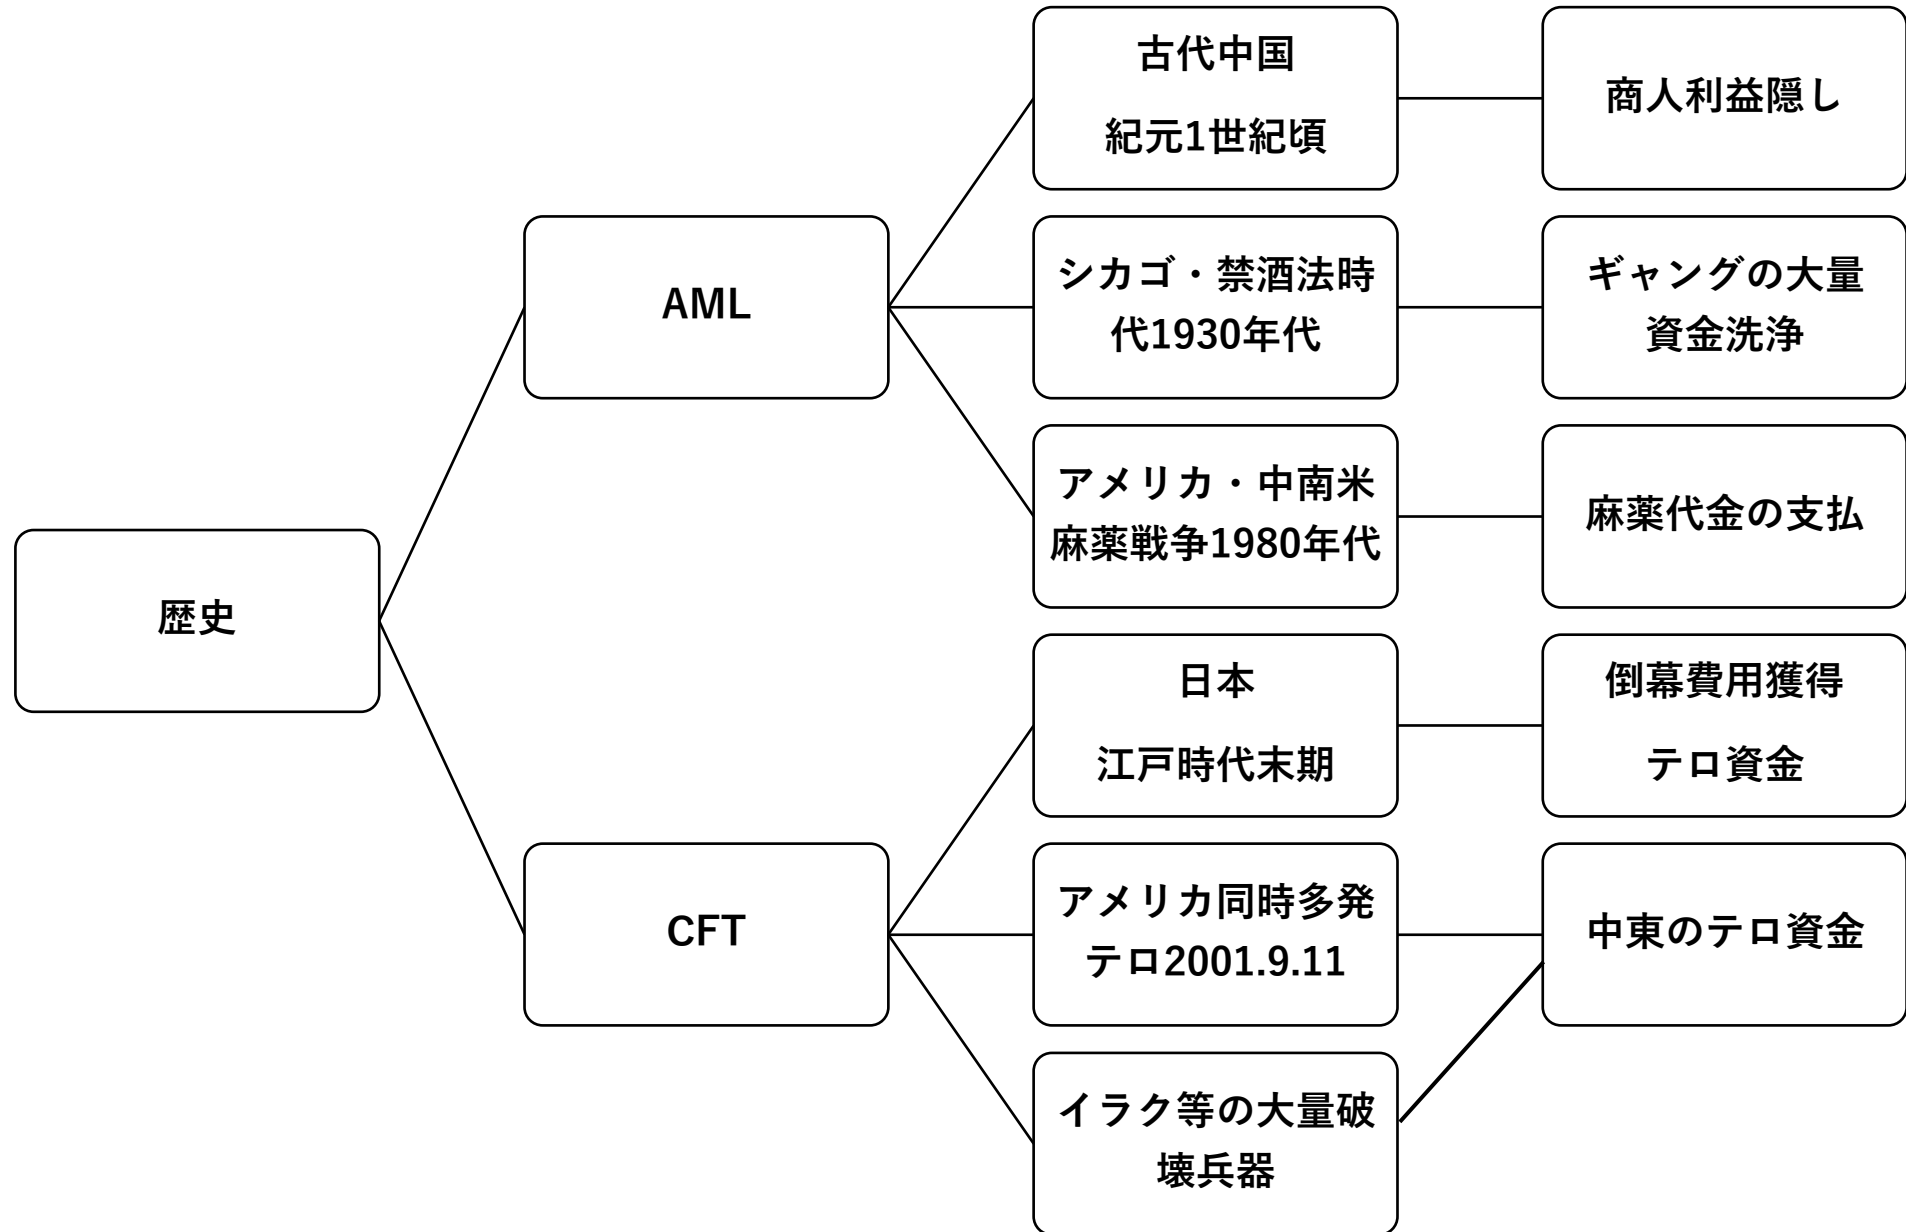 歴史
AML
古代中国
紀元1世紀頃
商人利益隠し
シカゴ・禁酒法時
代1930年代
ギャングの大量
資金洗浄
アメリカ・中南米
麻薬戦争1980年代
麻薬代金の支払
CFT
日本
江戸時代末期
倒幕費用獲得
テロ資金
アメリカ同時多発
テロ2001.9.11
中東のテロ資金
イラク等の大量破
壊兵器